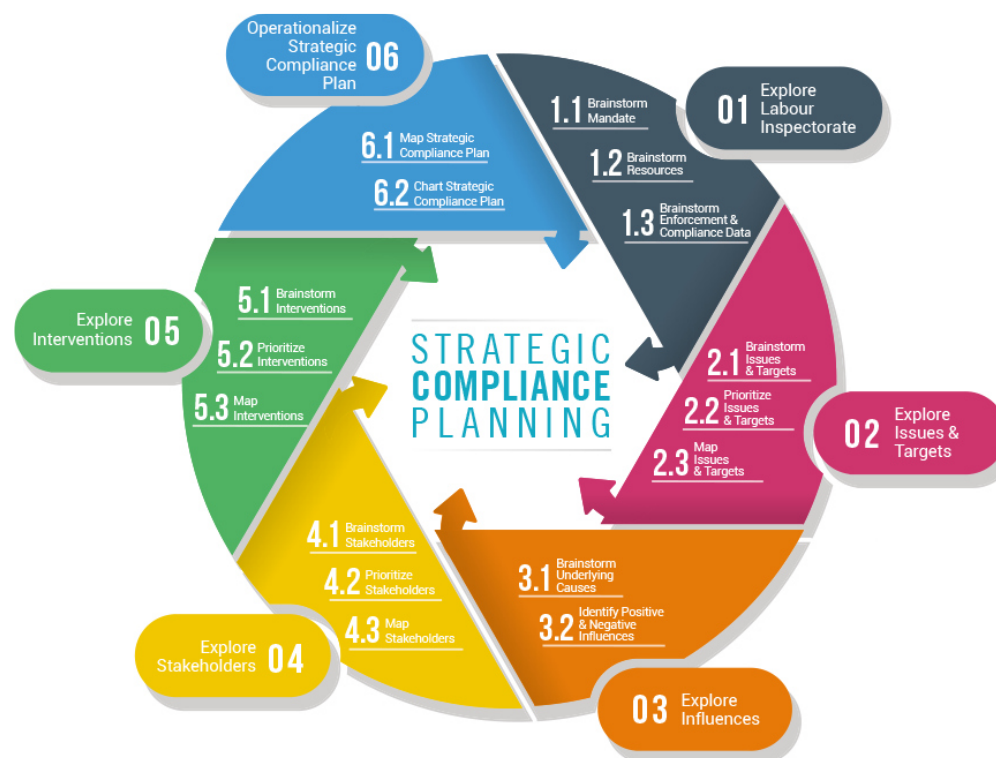 STRATEGIC
COMPLIANCE
PLANNING
01
Explore
Labour
Inspectorate
1.1 Brainstorm
Mandate
1.2 Brainstorm
Resources
1.3 Brainstorm
Enforcement &
Compliance Data
02
Explore
Issues &
Targets
2.1 Brainstorm
Issues
& Targets
2.2 Prioritize
Issues
& Targets
2.3 Map
Issues
& Targets
03
Explore
Influences
3.1 Brainstorm
Underlying
Causes
3.2 Identify Positive
& Negative
Influences
04
Explore
Stakeholders
4.1 Brainstorm
Stakeholders
4.2 Prioritize
Stakeholders
4.3 Map
Stakeholders
05
Explore
Interventions
5.1 Brainstorm
Interventions
5.2 Prioritize
Interventions
5.3 Map
Interventions
06
Operationalize
Strategic
Compliance
Plan
6.1 Map Strategic
Compliance Plan
6.2 Chart Strategic
Compliance Plan